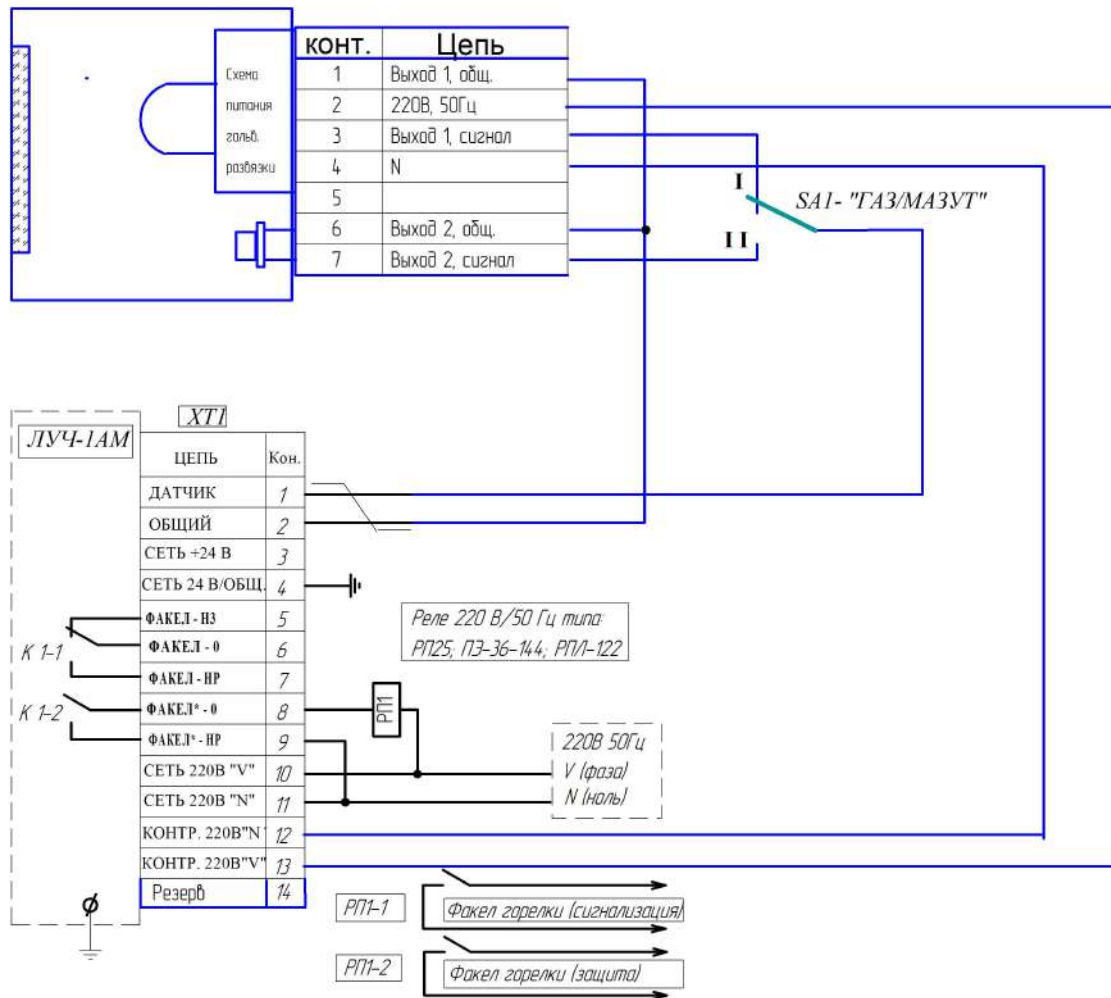 конт. Цепь
Схема
питания
гальв.
развязки
1 Выход 1, общ.
2 220В, 50Гц
3 Выход 1, сигнал
4 N
5
6 Выход 2, общ.
7 Выход 2, сигнал
I
SA1- "ГАЗ/МАЗУТ"
II
XT1
ЛУЧ-1АМ
ЦЕПЬ Кон.
ДАТЧИК 1
ОБЩИЙ 2
СЕТЬ +24 В 3
СЕТЬ 24 В/ОБЩ. 4
ФАКЕЛ - НЗ 5
ФАКЕЛ - 0 6
ФАКЕЛ - НР 7
ФАКЕЛ* - 0 8
ФАКЕЛ* - НР 9
СЕТЬ 220В "V" 10
СЕТЬ 220В "N" 11
КОНТР. 220В"N" 12
КОНТР. 220В"V" 13
Резерв 14
К 1-1
К 1-2
Реле 220 В/50 Гц типа:
РП25; ПЭ-36-144; РПЛ-122
РП1
220В 50Гц
V (фаза)
N (ноль)
РП1-1 Факел горелки (сигнализация)
РП1-2 Факел горелки (защита)